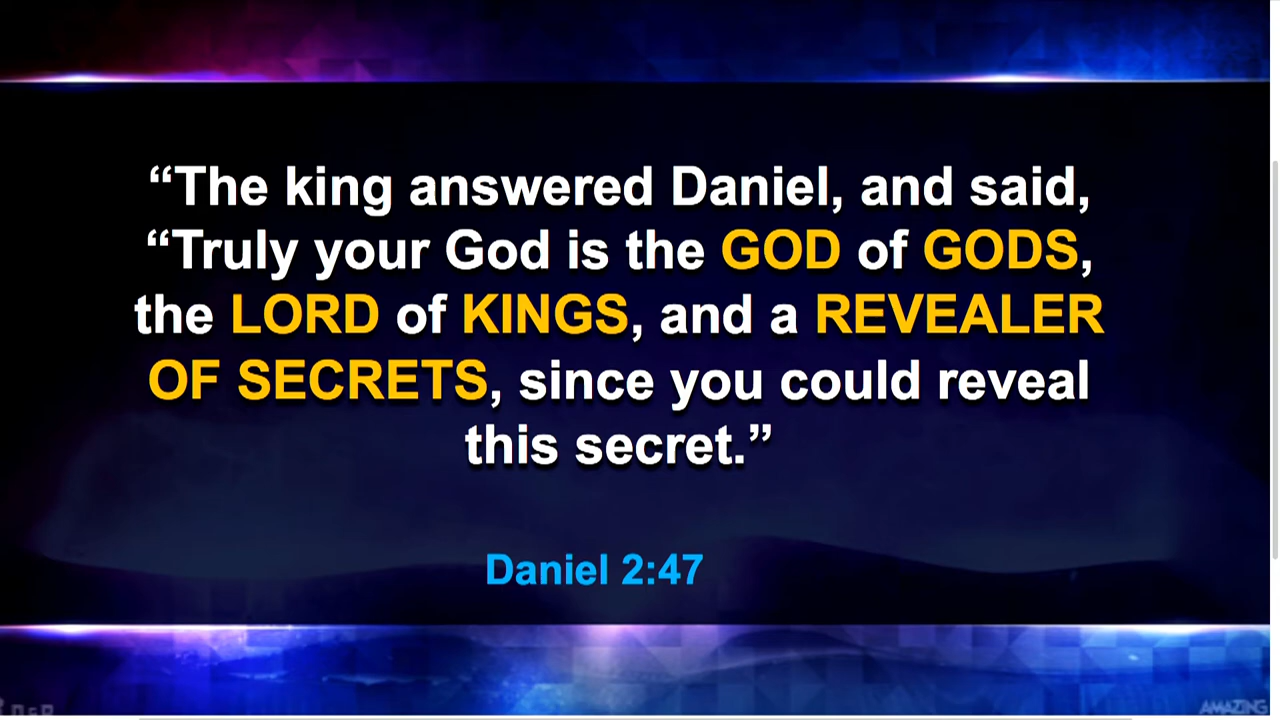 “The king answered Daniel, and said,
“Truly your God is the GOD of GODS,
the LORD of KINGS, and a REVEALER
OF SECRETS, since you could reveal
this secret.”
Daniel 2:47
AMAZING